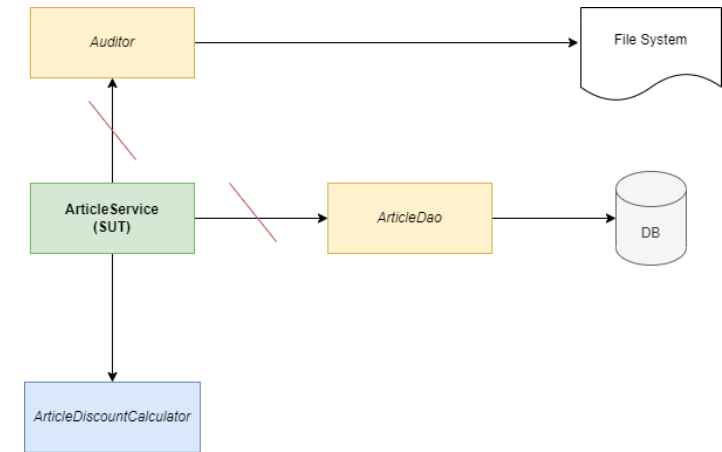 Auditor
File System
ArticleService
(SUT)
ArticleDao
DB
ArticleDiscountCalculator